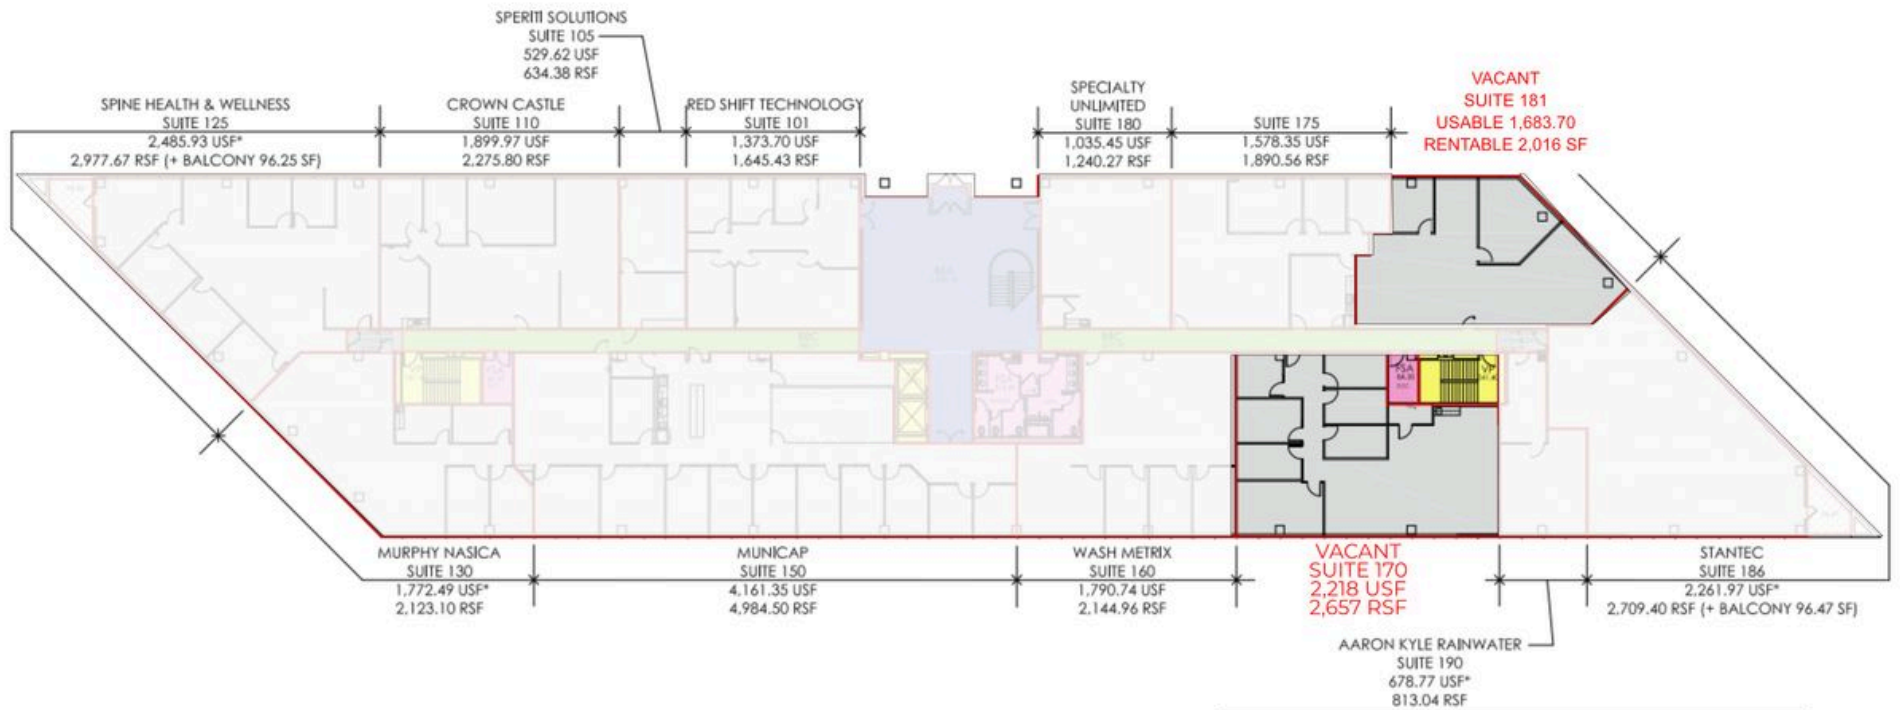 SPERITI SOLUTIONS
SUITE 105
529.62 USF
634.38 RSF
SPINE HEALTH & WELLNESS
SUITE 125
2,485.93 USF*
2,977.67 RSF (+ BALCONY 96.25 SF)
CROWN CASTLE
SUITE 110
1,899.97 USF
2,275.80 RSF
RED SHIFT TECHNOLOGY
SUITE 101
1,373.70 USF
1,645.43 RSF
SPECIALTY
UNLIMITED
SUITE 180
1,035.45 USF
1,240.27 RSF
SUITE 175
1,578.35 USF
1,890.56 RSF
VACANT
SUITE 181
USABLE 1,683.70
RENTABLE 2,016 SF
FSA
VP
MURPHY NASICA
SUITE 130
1,772.49 USF*
2,123.10 RSF
MUNICAP
SUITE 150
4,161.35 USF
4,984.50 RSF
WASH METRIX
SUITE 160
1,790.74 USF
2,144.96 RSF
VACANT
SUITE 170
2,218 USF
2,657 RSF
STANTEC
SUITE 186
2,261.97 USF*
2,709.40 RSF (+ BALCONY 96.47 SF)
AARON KYLE RAINWATER
SUITE 190
678.77 USF*
813.04 RSF